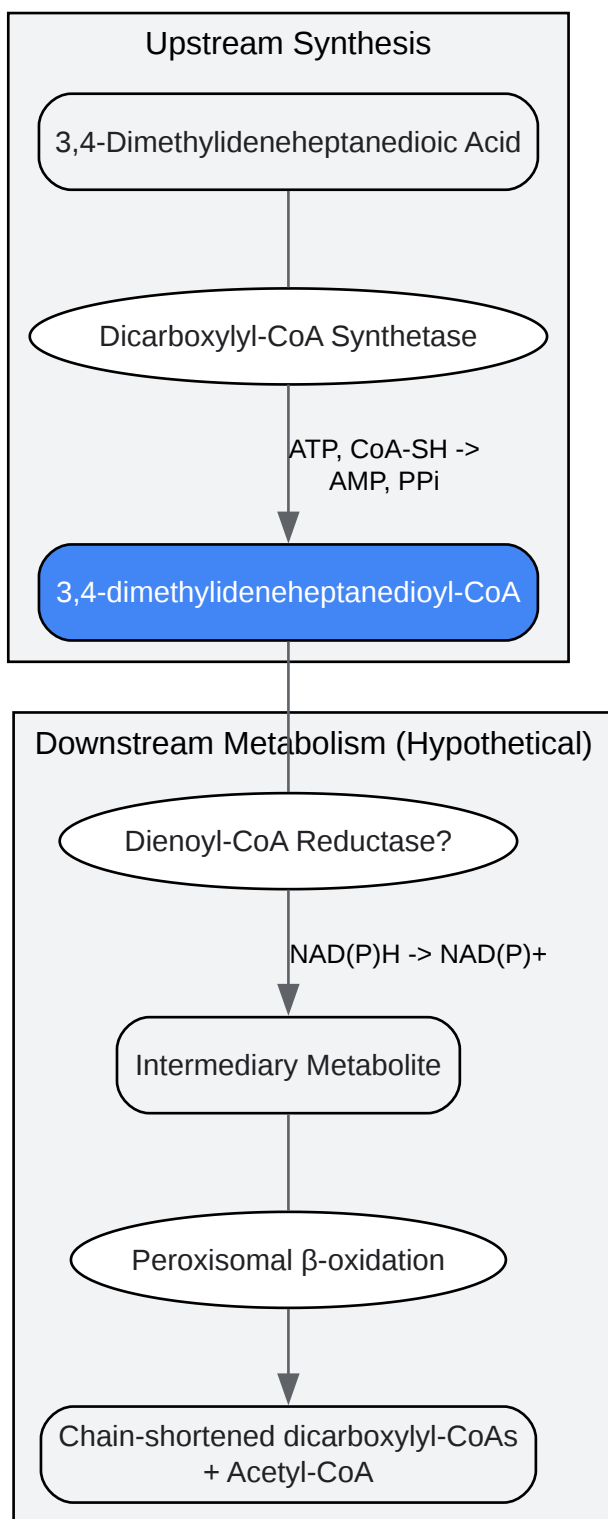 Upstream Synthesis
3,4-Dimethylideneheptanedioic Acid
Dicarboxylyl-CoA Synthetase
ATP, CoA-SH ->
AMP, PPi
3,4-dimethylideneheptanedioyl-CoA
Downstream Metabolism (Hypothetical)
Dienoyl-CoA Reductase?
NAD(P)H -> NAD(P)+
Intermediary Metabolite
Peroxisomal β-oxidation
Chain-shortened dicarboxylyl-CoAs
+ Acetyl-CoA